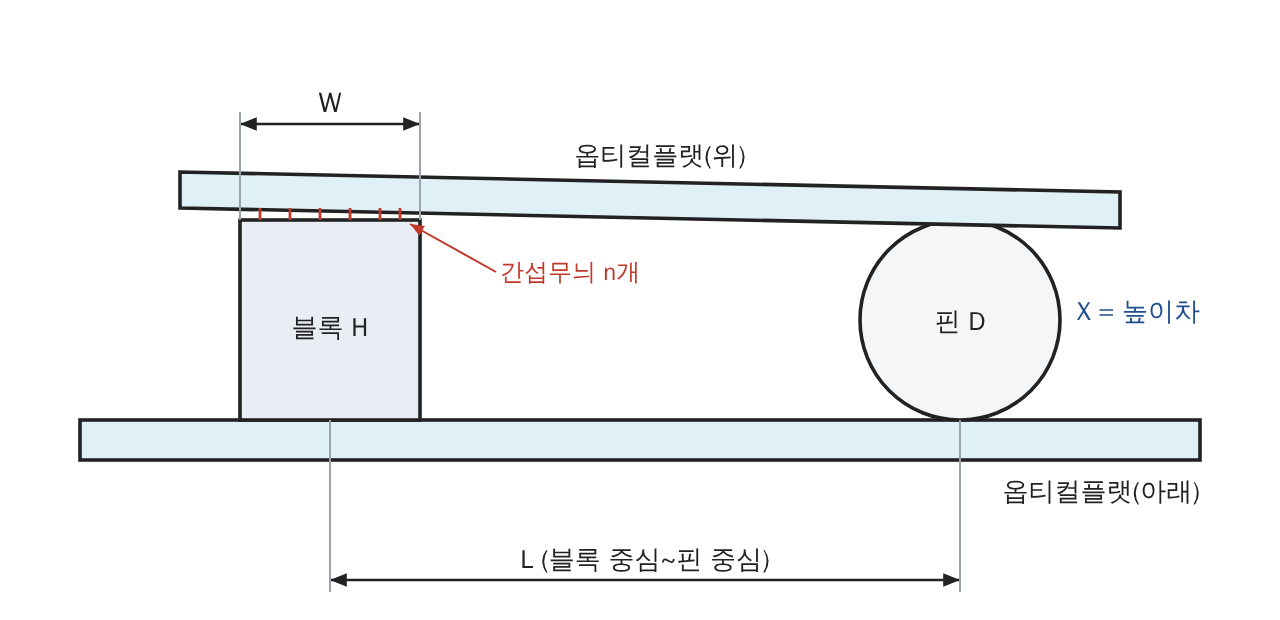 W
옵티컬플랫(위)
간섭무늬 n개
블록 H
핀 D
X = 높이차
옵티컬플랫(아래)
L (블록 중심~핀 중심)